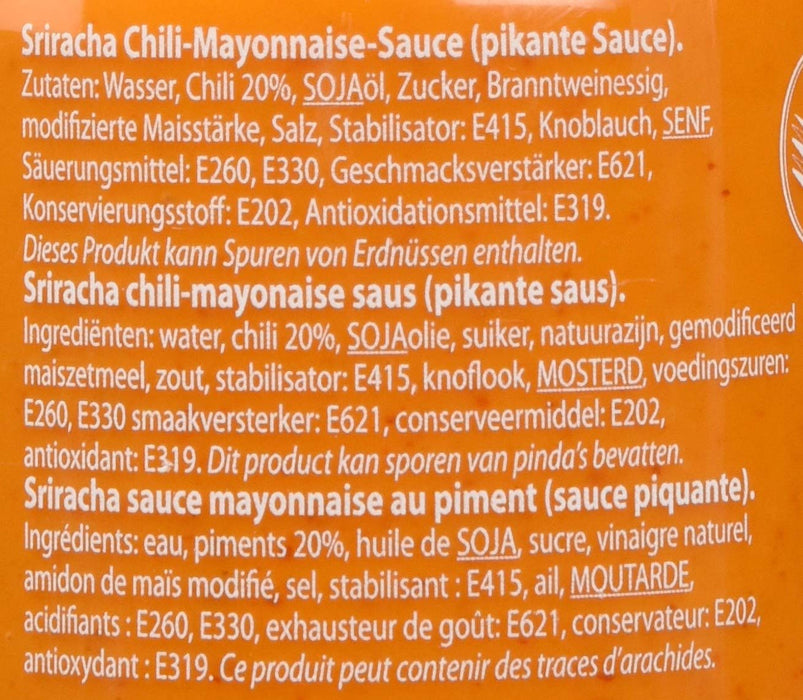 Sriracha Chili-Mayonnaise-Sauce (pikante Sauce).
Zutaten: Wasser, Chili 20%, SOJAöl, Zucker, Branntweinessig,
modifizierte Maisstärke, Salz, Stabilisator: E415, Knoblauch, SENF,
Säuerungsmittel: E260, E330, Geschmacksverstärker: E621,
Konservierungsstoff: E202, Antioxidationsmittel: E319.
Dieses Produkt kann Spuren von Erdnüssen enthalten.
Sriracha chili-mayonaise saus (pikante saus).
Ingrediënten: water, chili 20%, SOJAolie, suiker, natuurazijn, gemodificeerd
maiszetmeel, zout, stabilisator: E415, knoflook, MOSTERD, voedingszuren:
E260, E330 smaakversterker: E621, conserveermiddel: E202,
antioxidant: E319. Dit product kan sporen van pinda's bevatten.
Sriracha sauce mayonnaise au piment (sauce piquante).
Ingrédients: eau, piments 20%, huile de SOJA, sucre, vinaigre naturel,
amidon de maïs modifié, sel, stabilisant : E415, ail, MOUTARDE,
acidifiants : E260, E330, exhausteur de goût: E621, conservateur: E202,
antioxydant : E319. Ce produit peut contenir des traces d'arachides.